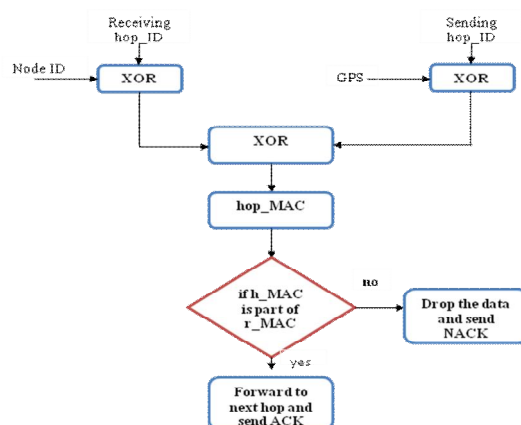 Receiving
hop_ID
Sending
hop_ID
Node ID
XOR
GPS
XOR
XOR
hop_MAC
if h_MAC
is part of
r_MAC
no
Drop the data
and send
NACK
yes
Forward to
next hop and
send ACK